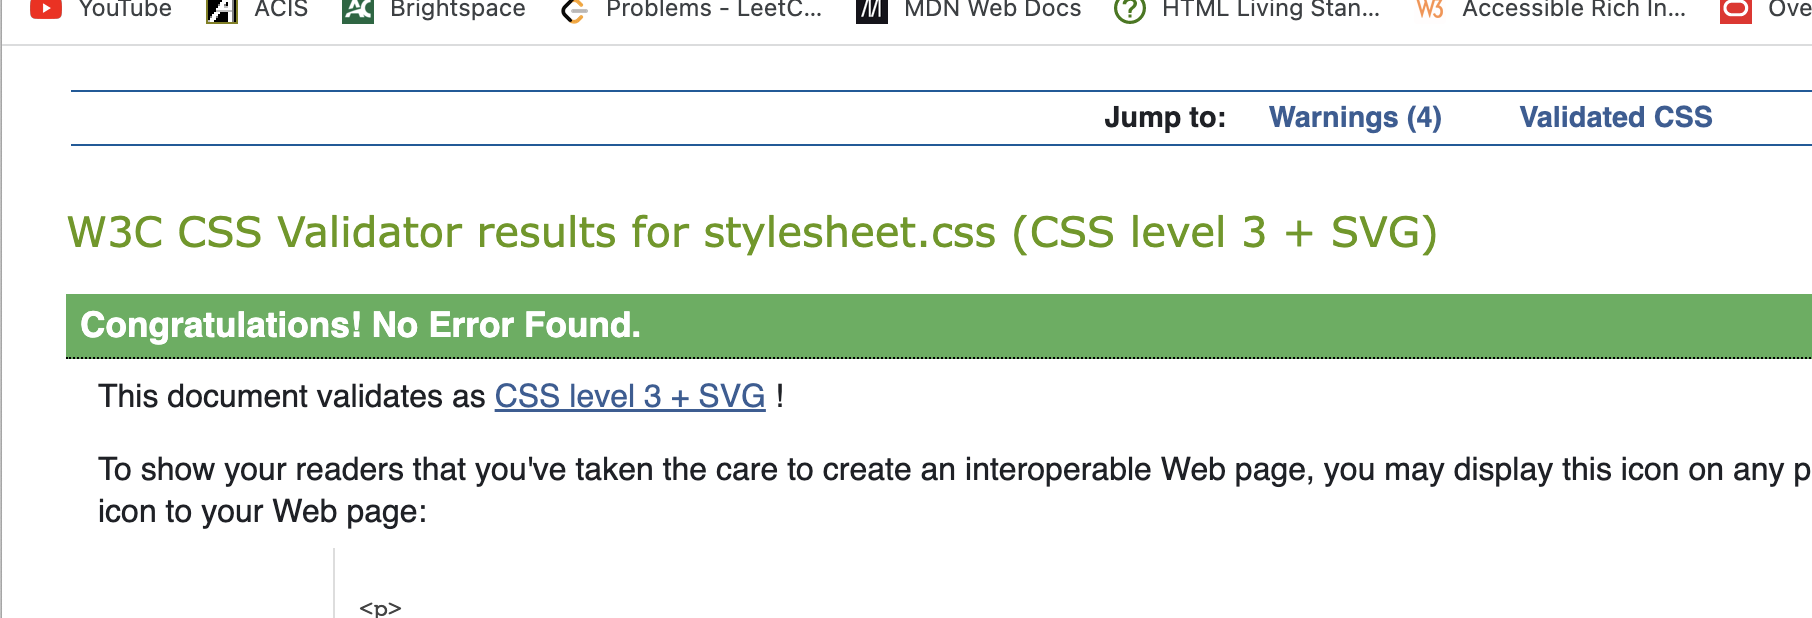 YouTube ACIS Brightspace Problems - LeetC... MDN Web Docs HTML Living Stan... Accessible Rich In... Ove
Jump to: Warnings (4) Validated CSS
W3C CSS Validator results for stylesheet.css (CSS level 3 + SVG)
Congratulations! No Error Found.
This document validates as CSS level 3 + SVG !
To show your readers that you've taken the care to create an interoperable Web page, you may display this icon on any p
icon to your Web page:
<p>